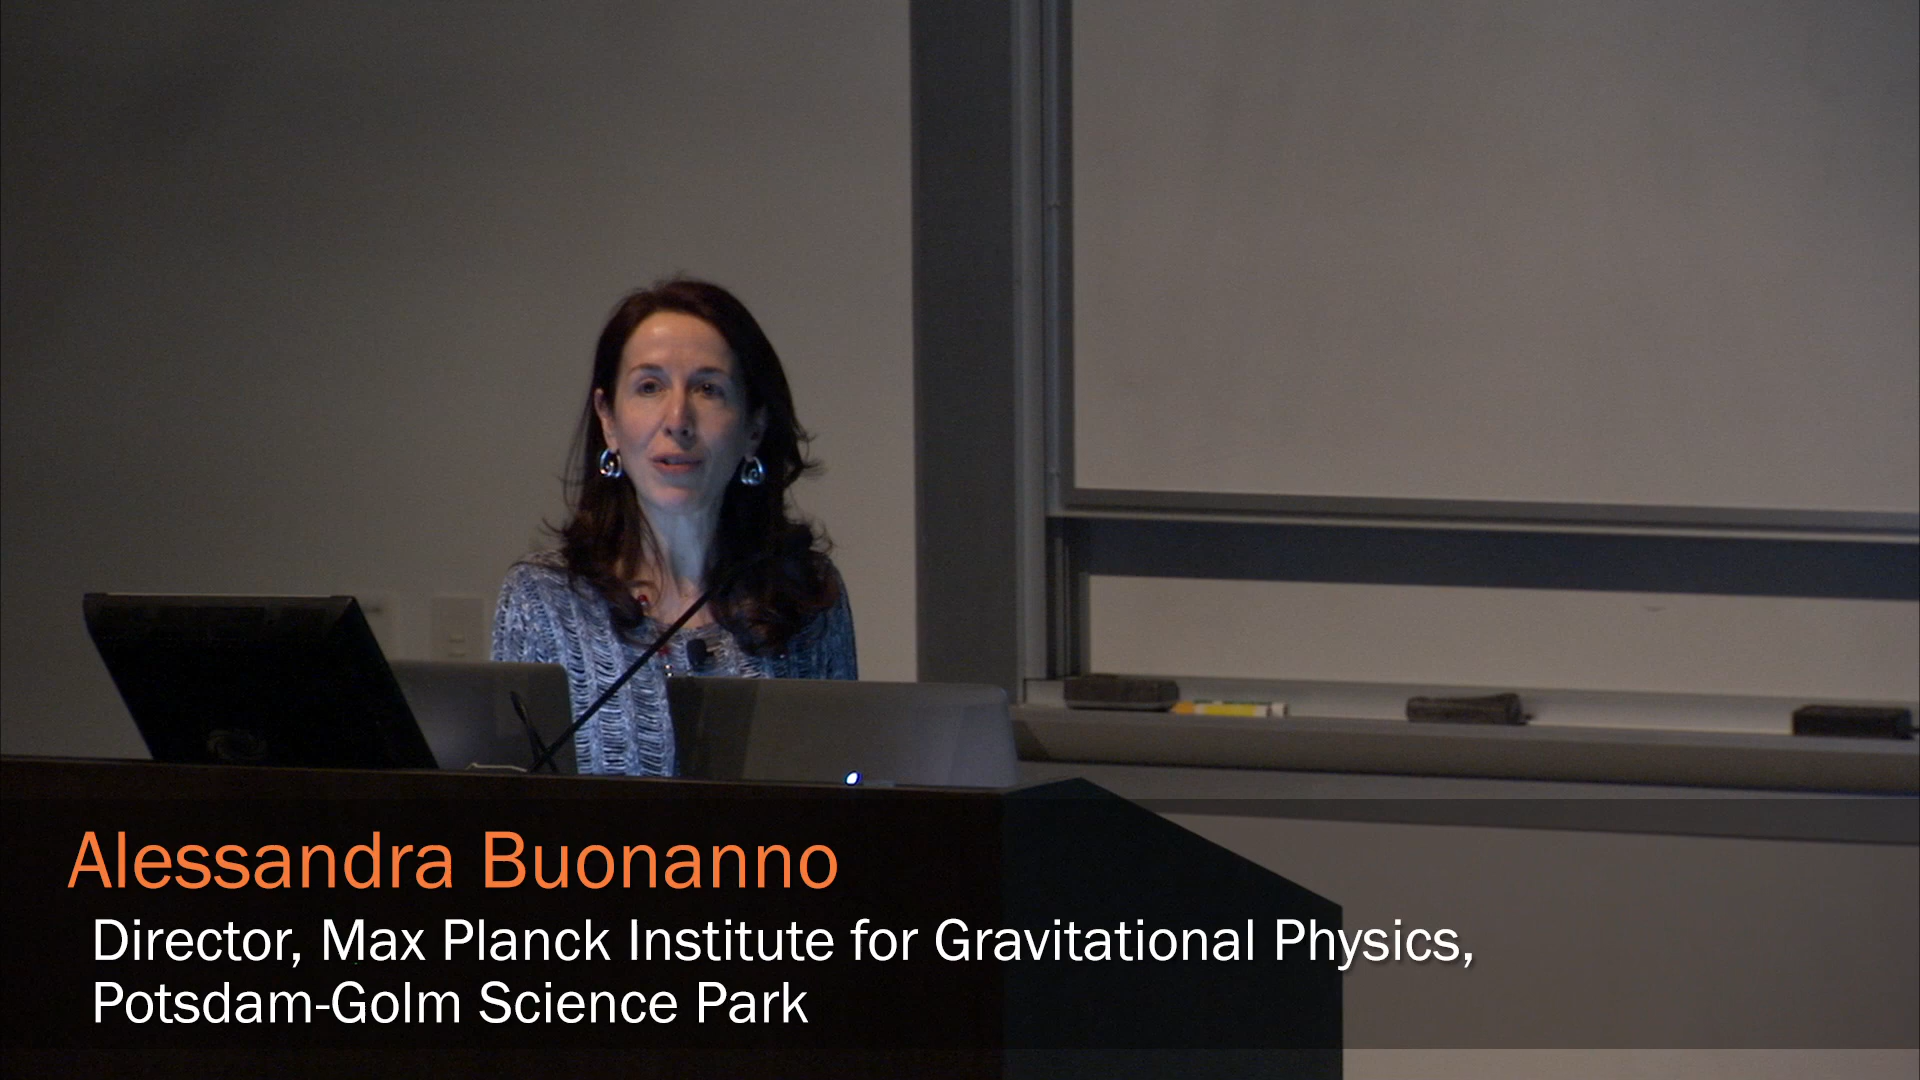 Alessandra Buonanno
Director, Max Planck Institute for Gravitational Physics,
Potsdam-Golm Science Park